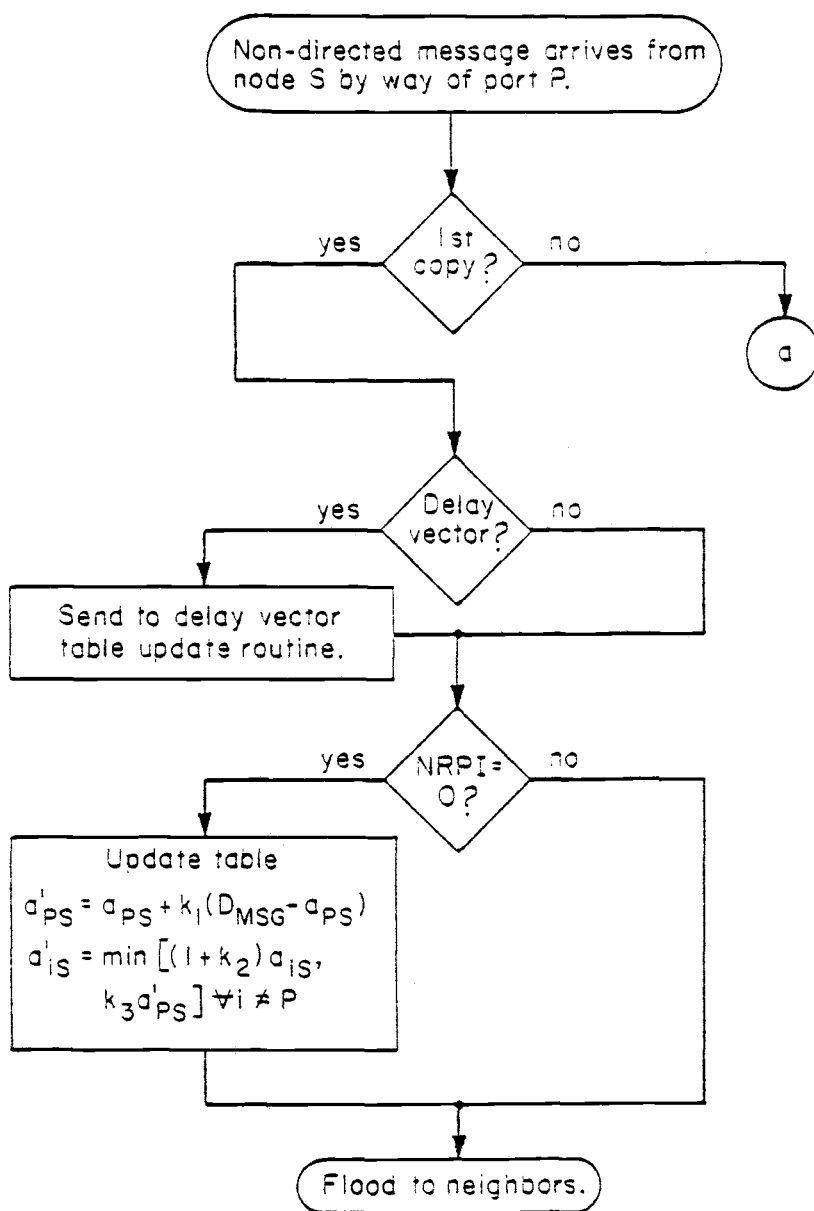 Non-directed message arrives from
node S by way of port P.
yes
1st
copy?
no
a
yes
Delay
vector?
no
Send to delay vector
table update routine.
yes
NRPI=
0?
no
Update table
a'PS = aPS + k1(DMSG-aPS)
a'iS = min [(1+k2) aiS,
k3a'PS] ∀i ≠ P
Flood to neighbors.